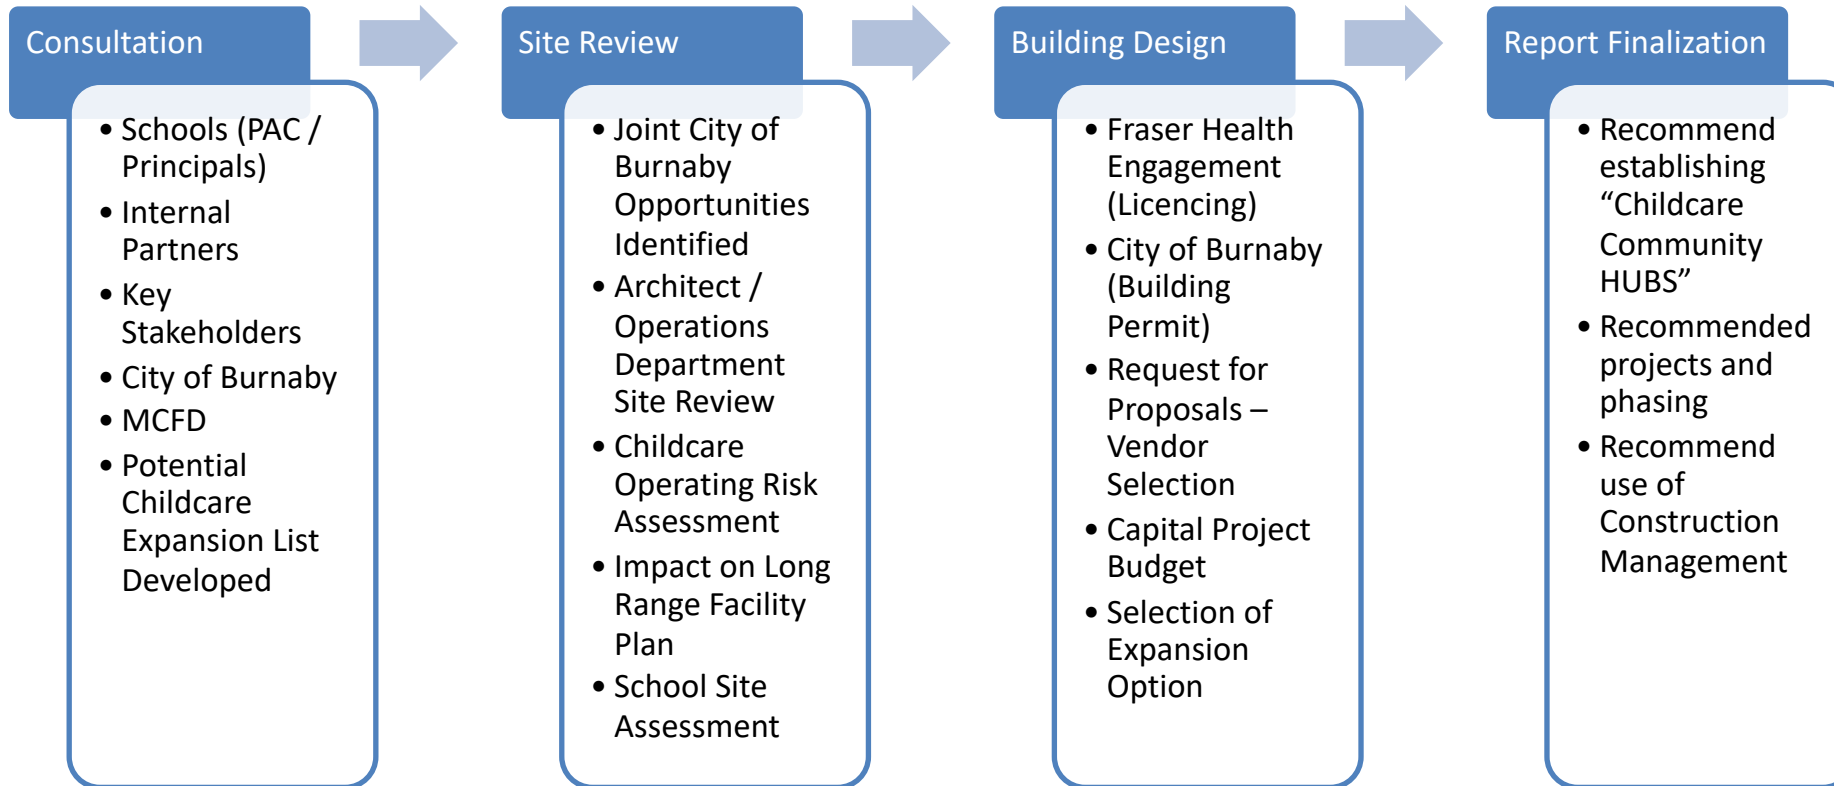 Consultation
• Schools (PAC /
Principals)
• Internal
Partners
• Key
Stakeholders
• City of Burnaby
• MCFD
• Potential
Childcare
Expansion List
Developed
Site Review
• Joint City of
Burnaby
Opportunities
Identified
• Architect /
Operations
Department
Site Review
• Childcare
Operating Risk
Assessment
• Impact on Long
Range Facility
Plan
• School Site
Assessment
Building Design
• Fraser Health
Engagement
(Licencing)
• City of Burnaby
(Building
Permit)
• Request for
Proposals –
Vendor
Selection
• Capital Project
Budget
• Selection of
Expansion
Option
Report Finalization
• Recommend
establishing
“Childcare
Community
HUBS”
• Recommended
projects and
phasing
• Recommend
use of
Construction
Management